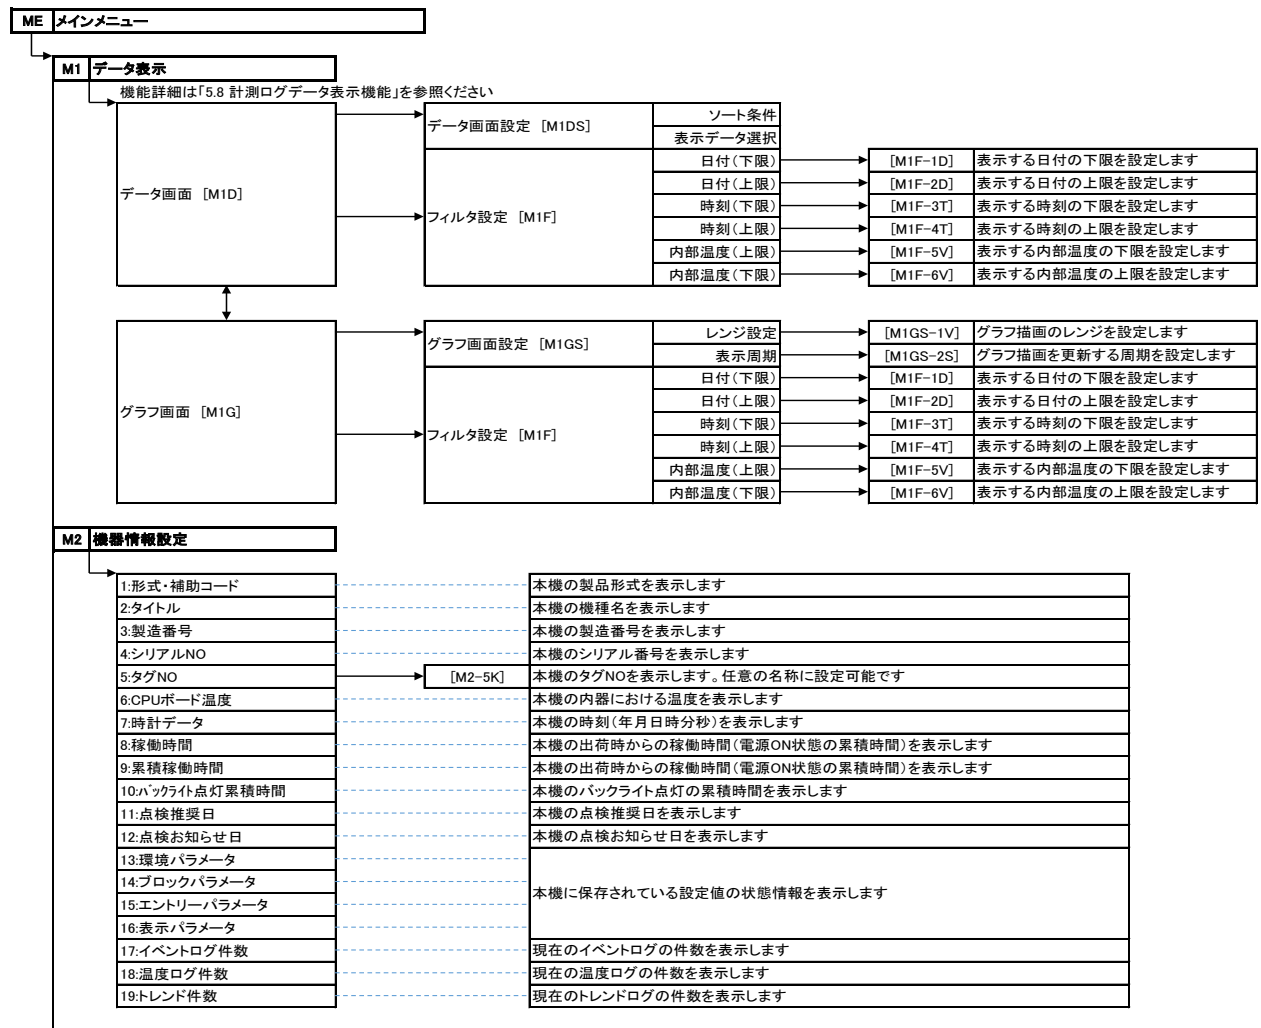 ME メインメニュー
M1 データ表示
機能詳細は「5.8 計測ログデータ表示機能」を参照ください
データ画面 [M1D]
データ画面設定 [M1DS]
ソート条件
表示データ選択
フィルタ設定 [M1F]
日付(下限) [M1F-1D] 表示する日付の下限を設定します
日付(上限) [M1F-2D] 表示する日付の上限を設定します
時刻(下限) [M1F-3T] 表示する時刻の下限を設定します
時刻(上限) [M1F-4T] 表示する時刻の上限を設定します
内部温度(上限) [M1F-5V] 表示する内部温度の下限を設定します
内部温度(下限) [M1F-6V] 表示する内部温度の上限を設定します
グラフ画面 [M1G]
グラフ画面設定 [M1GS]
レンジ設定 [M1GS-1V] グラフ描画のレンジを設定します
表示周期 [M1GS-2S] グラフ描画を更新する周期を設定します
フィルタ設定 [M1F]
日付(下限) [M1F-1D] 表示する日付の下限を設定します
日付(上限) [M1F-2D] 表示する日付の上限を設定します
時刻(下限) [M1F-3T] 表示する時刻の下限を設定します
時刻(上限) [M1F-4T] 表示する時刻の上限を設定します
内部温度(上限) [M1F-5V] 表示する内部温度の下限を設定します
内部温度(下限) [M1F-6V] 表示する内部温度の上限を設定します
M2 機器情報設定
1:形式・補助コード 本機の製品形式を表示します
2:タイトル 本機の機種名を表示します
3:製造番号 本機の製造番号を表示します
4:シリアルNO 本機のシリアル番号を表示します
5:タグNO [M2-5K] 本機のタグNOを表示します。任意の名称に設定可能です
6:CPUボード温度 本機の内器における温度を表示します
7:時計データ 本機の時刻(年月日時分秒)を表示します
8:稼働時間 本機の出荷時からの稼働時間(電源ON状態の累積時間)を表示します
9:累積稼働時間 本機の出荷時からの稼働時間(電源ON状態の累積時間)を表示します
10:バックライト点灯累積時間 本機のバックライト点灯の累積時間を表示します
11:点検推奨日 本機の点検推奨日を表示します
12:点検お知らせ日 本機の点検お知らせ日を表示します
13:環境パラメータ
14:ブロックパラメータ
本機に保存されている設定値の状態情報を表示します
15:エントリーパラメータ
16:表示パラメータ
17:イベントログ件数 現在のイベントログの件数を表示します
18:温度ログ件数 現在の温度ログの件数を表示します
19:トレンド件数 現在のトレンドログの件数を表示します